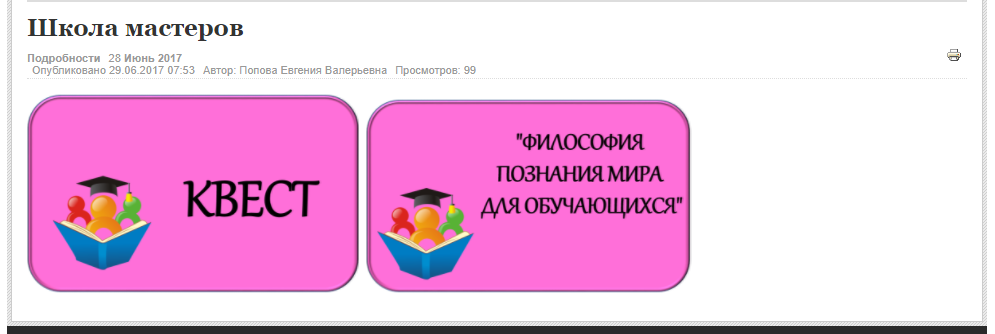 Школа мастеров
Подробности 28 Июнь 2017
Опубликовано 29.06.2017 07:53 Автор: Попова Евгения Валерьевна Просмотров: 99
КВЕСТ
"ФИЛОСОФИЯ
ПОЗНАНИЯ МИРА
ДЛЯ ОБУЧАЮЩИХСЯ"